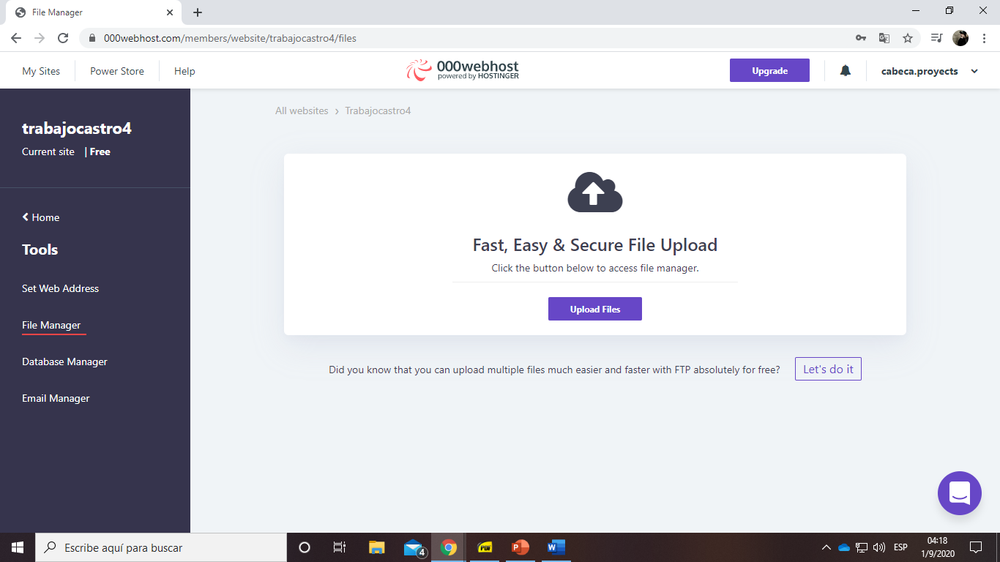 File Manager
000webhost.com/members/website/trabajocastro4/files
My Sites
Power Store
Help
000webhost
powered by HOSTINGER
Upgrade
cabeca.proyects
trabajocastro4
Current site | Free
Home
Tools
Set Web Address
File Manager
Database Manager
Email Manager
All websites › Trabajocastro4
Fast, Easy & Secure File Upload
Click the button below to access file manager.
Upload Files
Did you know that you can upload multiple files much easier and faster with FTP absolutely for free?
Let's do it
Escribe aquí para buscar
4
PDF
P
W
ESP
04:18
1/9/2020